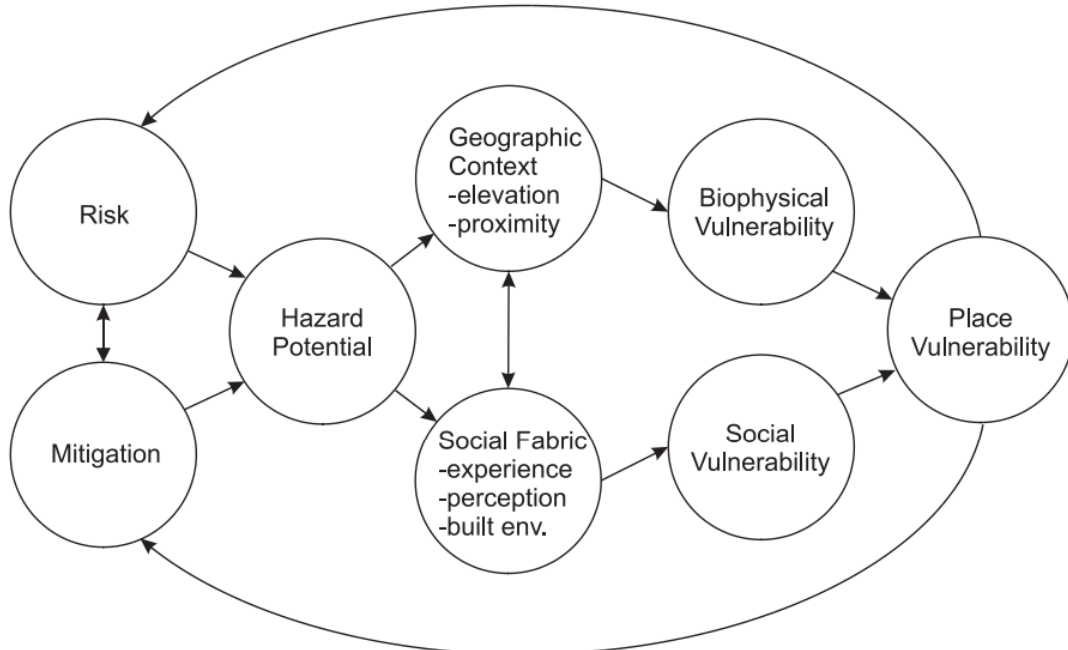 Risk
Mitigation
Hazard
Potential
Geographic
Context
-elevation
-proximity
Social Fabric
-experience
-perception
-built env.
Biophysical
Vulnerability
Social
Vulnerability
Place
Vulnerability